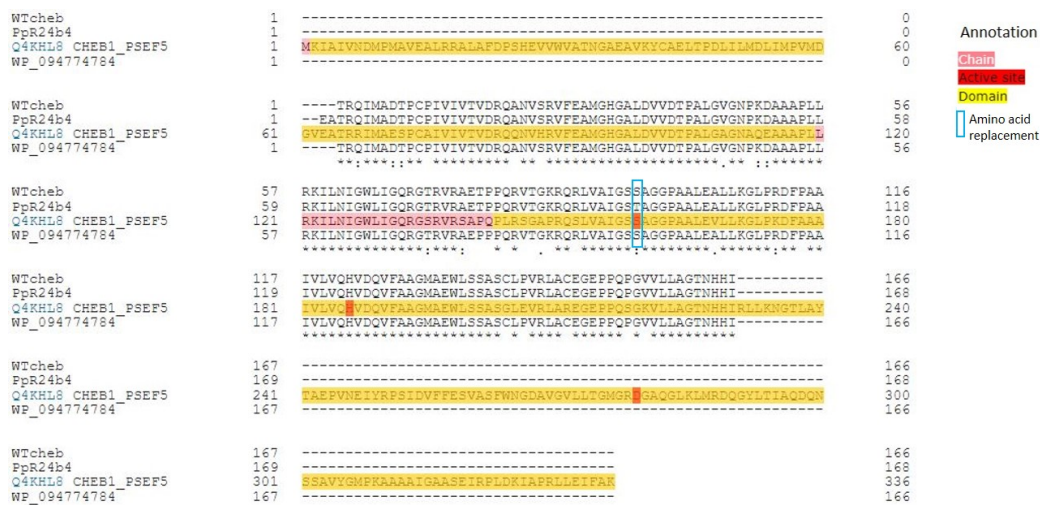 WTcheb 1 ------------------------------------------------------------ 0
PpR24b4 1 ------------------------------------------------------------ 0
Q4KHL8 CHEB1_PSEF5 1 MKIAIVNDMPMAVEALRRALAFDPSHEVVWVATNGAEAVKYCAELTPDLILMDLIMPVMD 60
WP_094774784 1 ------------------------------------------------------------ 0
Annotation
Chain
Active site
Domain
Amino acid
replacement
WTcheb 1 ----TRQIMADTPCPIVIVTVDRQANVSRVFEAMGHGALDVVDTPALGVGNPKDAAAPLL 56
PpR24b4 1 --EATRQIMADTPCPIVIVTVDRQANVSRVFEAMGHGALDVVDTPALGVGNPKDAAAPLL 58
Q4KHL8 CHEB1_PSEF5 61 GVEATRRIMAESPCAIVIVTVDRQQNVHRVFEAMGHGALDVVDTPALGAGNAQEAAAPLL 120
WP_094774784 1 ----TRQIMADTPCPIVIVTVDRQANVSRVFEAMGHGALDVVDTPALGVGNPKDAAAPLL 56
**:***::** ********* ** ********************.** ::******
WTcheb 57 RKILNIGWLIGQRGTRVRAETPPQRVTGKRQRLVAIGSSAGGPAALEALLKGLPRDFPAA 116
PpR24b4 59 RKILNIGWLIGQRGTRVRAETPPQRVTGKRQRLVAIGSTAGGPAALEALLKGLPRDFPAA 118
Q4KHL8 CHEB1_PSEF5 121 RKILNIGWLIGQRGSRVRSAPQPLRSGAPRQSLVAIGSSAGGPAALEVLLKGLPKDFAAA 180
WP_094774784 57 RKILNIGWLIGQRGTRVRAEPPPQRVTGKRQRLVAIGSSAGGPAALEALLKGLPRDFPAA 116
**************:***: * * . ** ******:********.******:** **
WTcheb 117 IVLVQHVDQVFAAGMAEWLSSASCLPVRLACEGEPPQPGVVLLAGTNHHI---------- 166
PpR24b4 119 IVLVQHVDQVFAAGMAEWLSSASCLPVRLACEGEPPQPGVVLLAGTNHHI---------- 168
Q4KHL8 CHEB1_PSEF5 181 IVLVQHVDQVFAAGMAEWLSSASGLEVRLAREGEPPQSGKVLLAGTNHHIRLLKNGTLAY 240
WP_094774784 117 IVLVQHVDQVFAAGMAEWLSSASCLPVRLACEGEPPQPGVVLLAGTNHHI---------- 166
*********************** * **** ****** * **********
WTcheb 167 ------------------------------------------------------------ 166
PpR24b4 169 ------------------------------------------------------------ 168
Q4KHL8 CHEB1_PSEF5 241 TAEPVNEIYRPSIDVFFESVASFWNGDAVGVLLTGMGRDGAQGLKLMRDQGYLTIAQDQN 300
WP_094774784 167 ------------------------------------------------------------ 166
WTcheb 167 ------------------------------------ 166
PpR24b4 169 ------------------------------------ 168
Q4KHL8 CHEB1_PSEF5 301 SSAVYGMPKAAAAIGAASEIRPLDKIAPRLLEIFAK 336
WP_094774784 167 ------------------------------------ 166